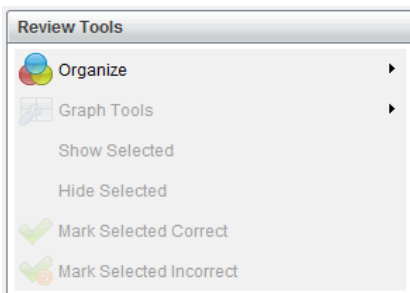 Review Tools
Organize
Graph Tools
Show Selected
Hide Selected
Mark Selected Correct
Mark Selected Incorrect